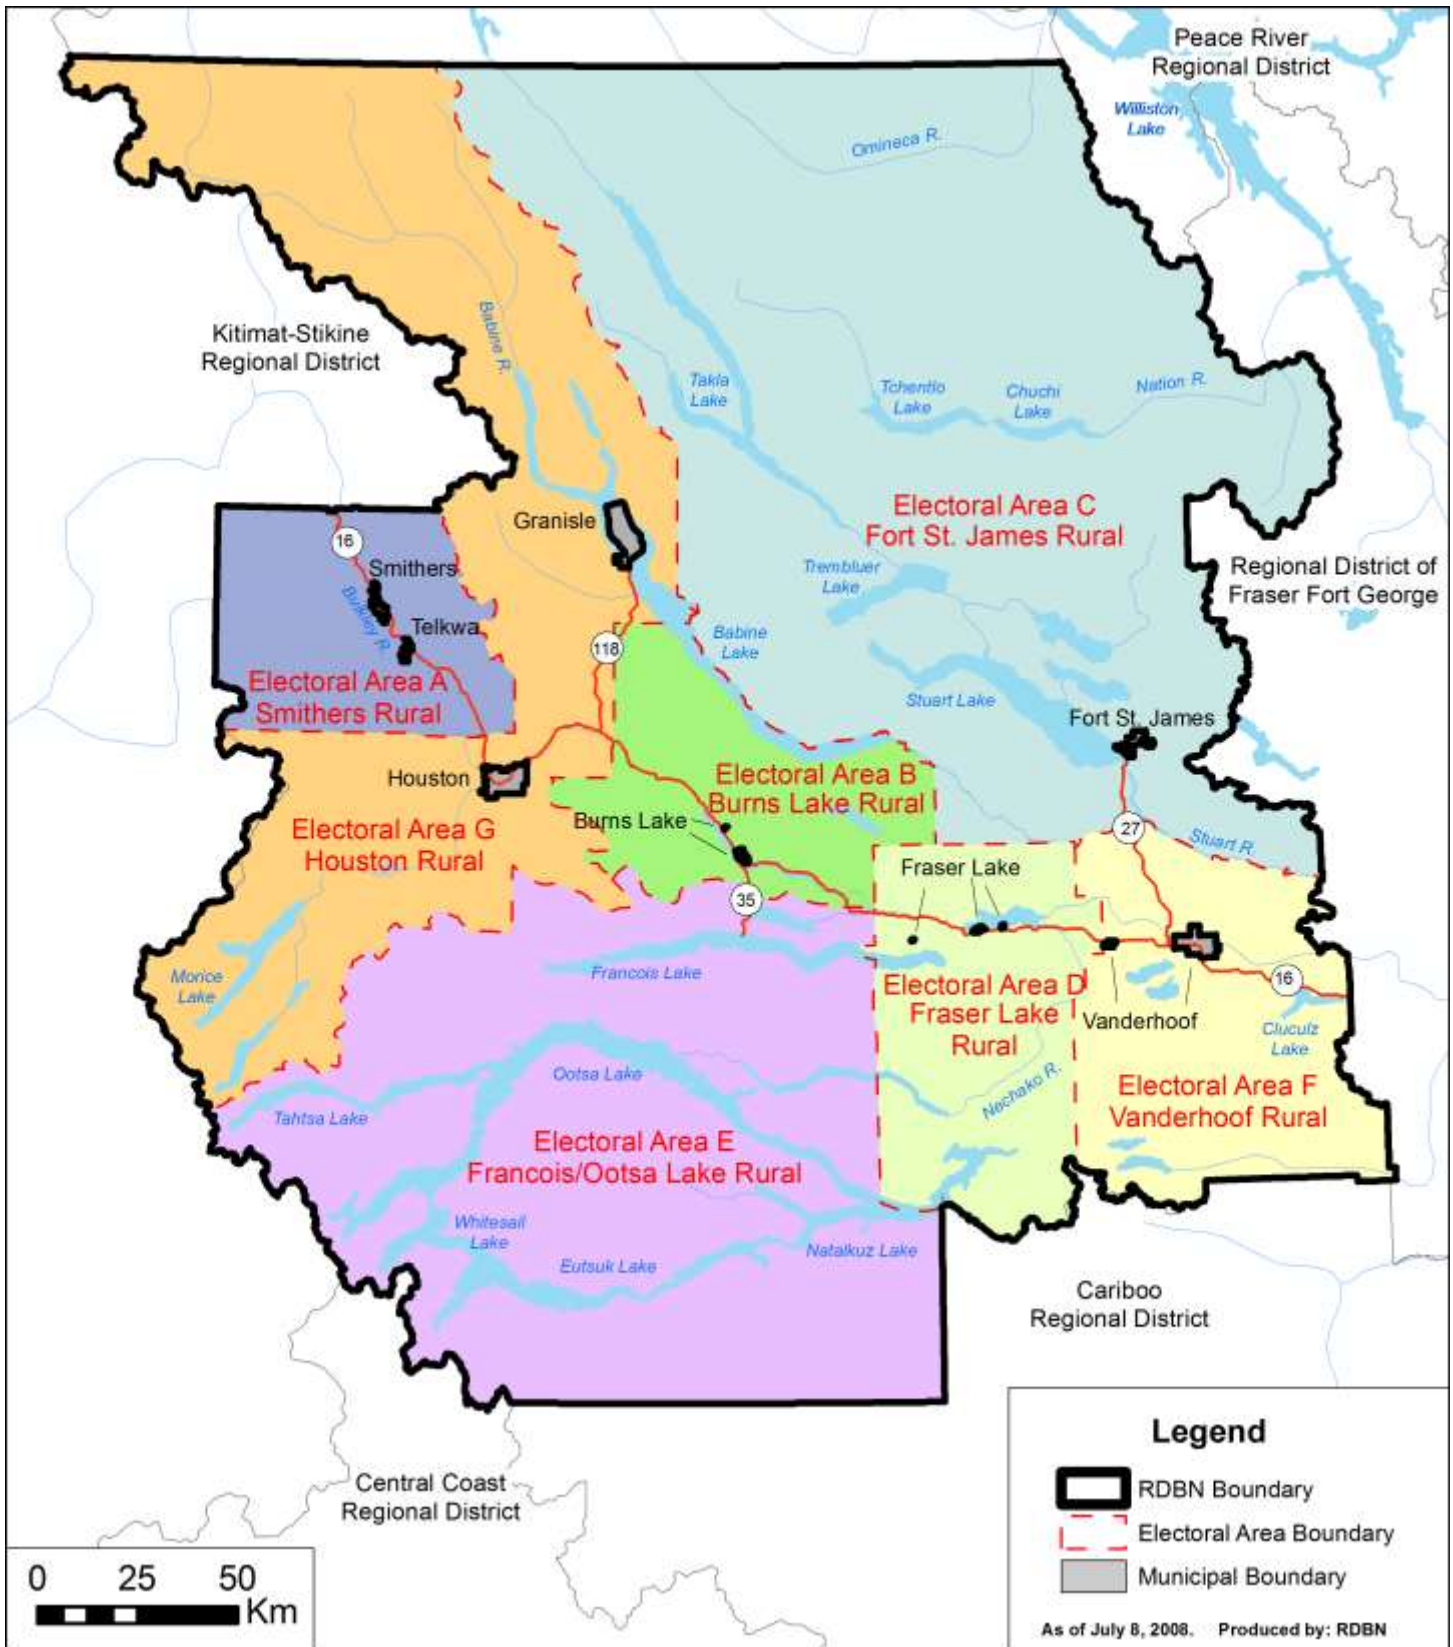 Peace River
Regional District
Williston
Lake
Omineca R.
Kitimat-Stikine
Regional District
Babine R.
Takla
Lake
Tchentlo
Lake
Chuchi
Lake
Nation R.
Electoral Area C
Fort St. James Rural
Granisle
16
Smithers
Bulkley R.
Telkwa
Trembluer
Lake
Regional District of
Fraser Fort George
118
Babine
Lake
Electoral Area A
Smithers Rural
Stuart Lake
Fort St. James
Houston
Electoral Area B
Burns Lake Rural
Electoral Area G
Houston Rural
Burns Lake
27
Stuart R.
Fraser Lake
35
Morice
Lake
Francois Lake
Electoral Area D
Fraser Lake
Rural
16
Vanderhoof
Cluculz
Lake
Ootsa Lake
Nechako R.
Tahtsa Lake
Electoral Area F
Vanderhoof Rural
Electoral Area E
Francois/Ootsa Lake Rural
Whitesail
Lake
Natalkuz Lake
Eutsuk Lake
Cariboo
Regional District
Central Coast
Regional District
Legend
RDBN Boundary
Electoral Area Boundary
Municipal Boundary
As of July 8, 2008. Produced by: RDBN
0 25 50
Km